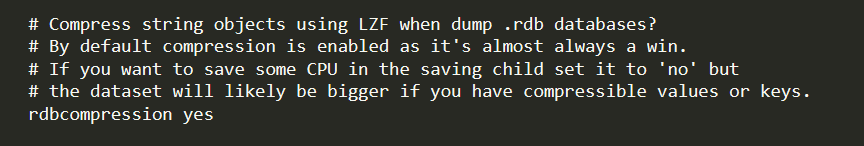 # Compress string objects using LZF when dump .rdb databases?
# By default compression is enabled as it's almost always a win.
# If you want to save some CPU in the saving child set it to 'no' but
# the dataset will likely be bigger if you have compressible values or keys.
rdbcompression yes